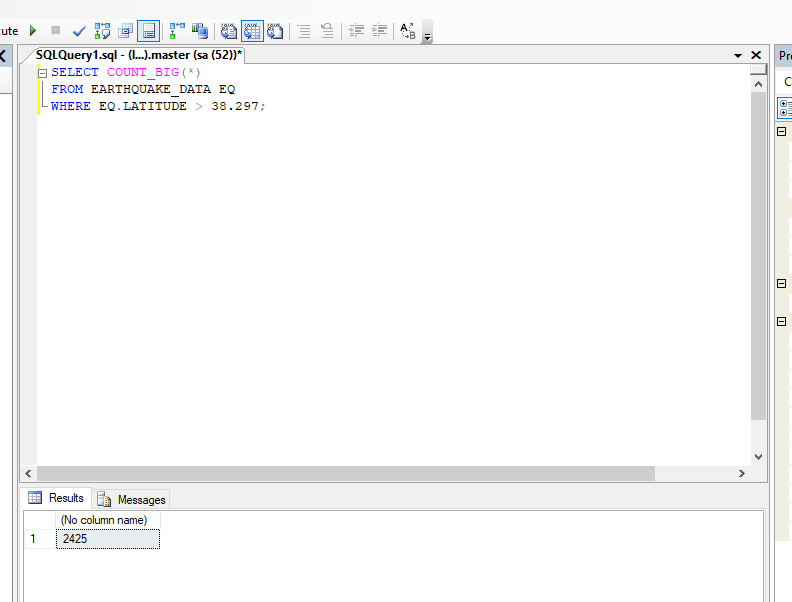 ute
SQLQuery1.sql - (l...).master (sa (52))*
Pr
SELECT COUNT_BIG(*)
FROM EARTHQUAKE_DATA EQ
WHERE EQ.LATITUDE > 38.297;
C
Results
Messages
(No column name)
1
2425